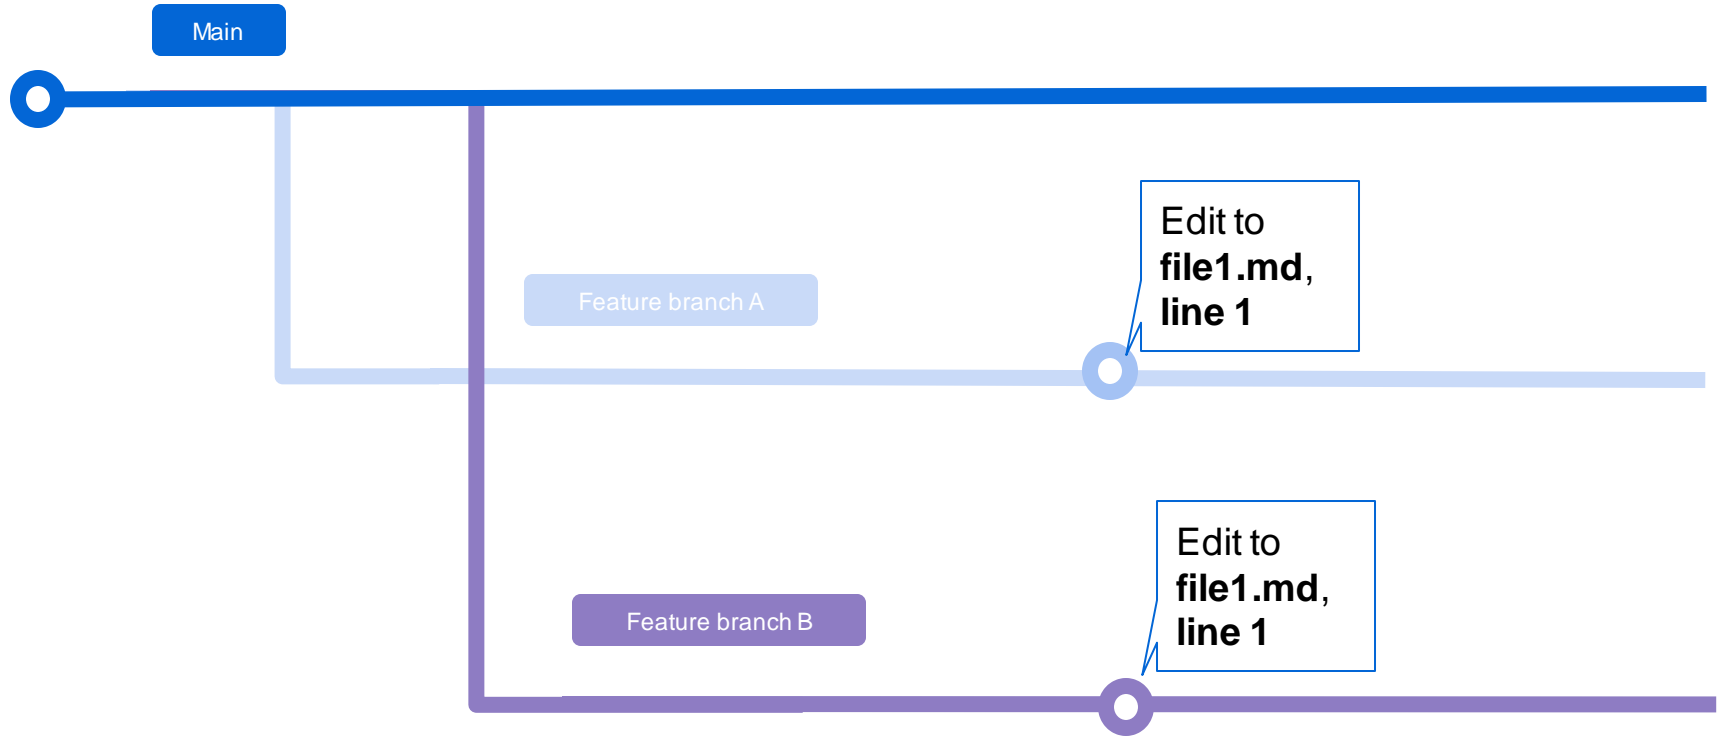 Main
Edit to
file1.md,
line 1
Feature branch A
Edit to
file1.md,
line 1
Feature branch B